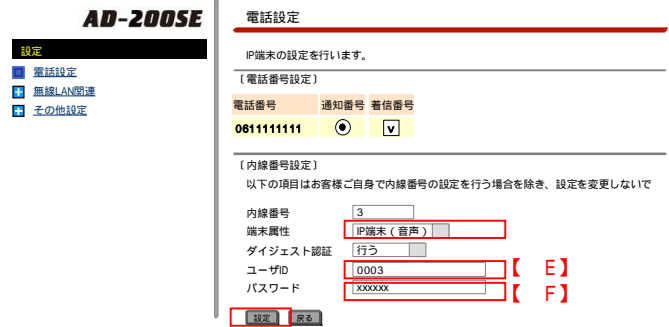 AD-200SE
設定
電話設定
無線LAN関連
その他設定
電話設定
IP端末の設定を行います。
〔電話番号設定〕
電話番号 通知番号 着信番号
0611111111 v
〔内線番号設定〕
以下の項目はお客様ご自身で内線番号の設定を行う場合を除き、設定を変更しないで
内線番号 3
端末属性 IP端末(音声)
ダイジェスト認証 行う
ユーザID 0003 【 E】
パスワード xxxxxx 【 F】
設定 戻る